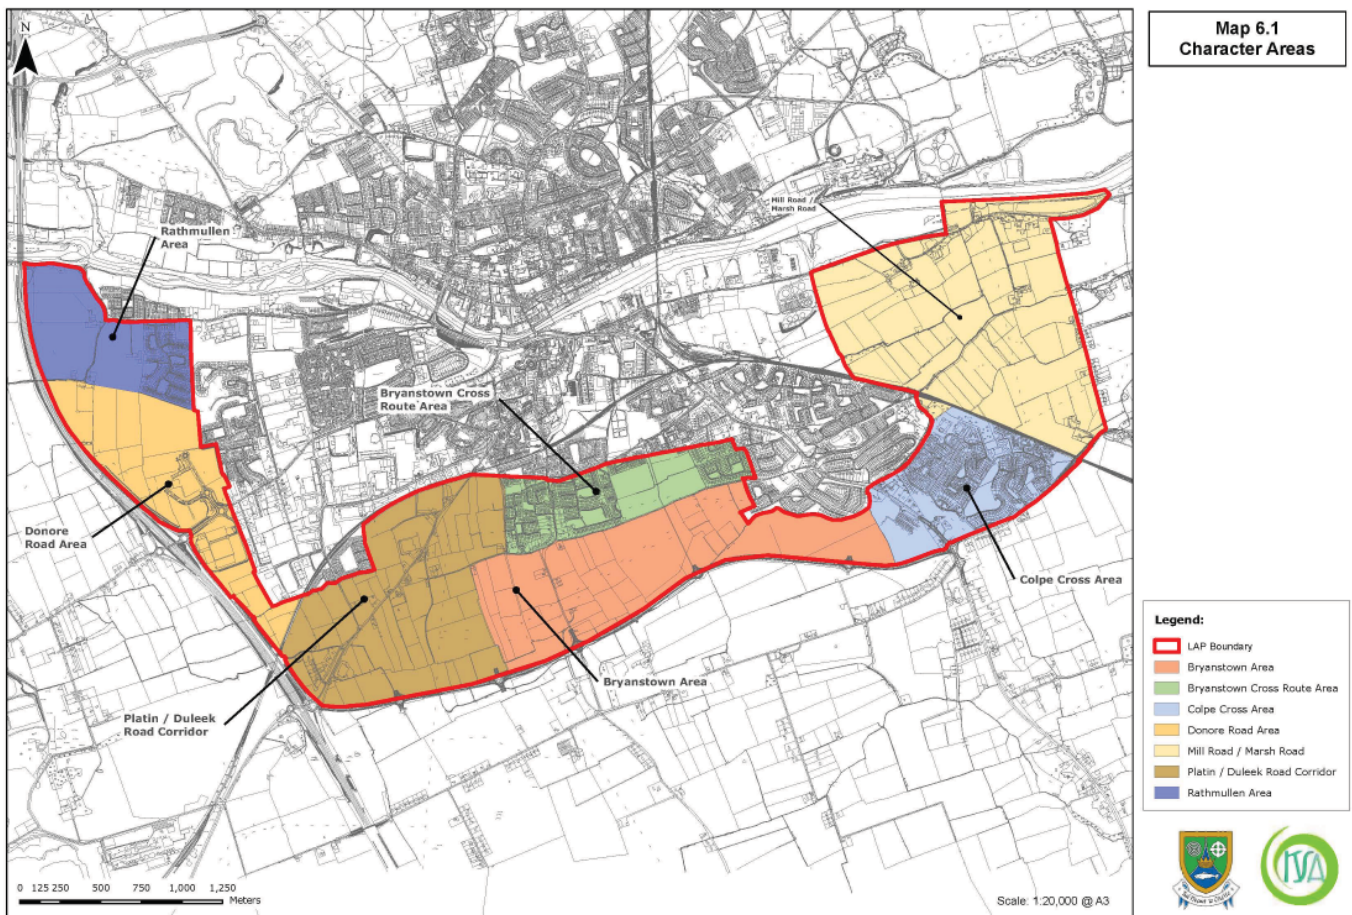 Map 6.1
Character Areas
N
Mill Road /
Marsh Road
Rathmullen
Area
Bryanstown Cross
Route Area
Donore
Road Area
Colpe Cross Area
Bryanstown Area
Platin / Duleek
Road Corridor
Legend:
LAP Boundary
Bryanstown Area
Bryanstown Cross Route Area
Colpe Cross Area
Donore Road Area
Mill Road / Marsh Road
Platin / Duleek Road Corridor
Rathmullen Area
0 125 250 500 750 1,000 1,250
Meters
Scale: 1:20,000 @ A3